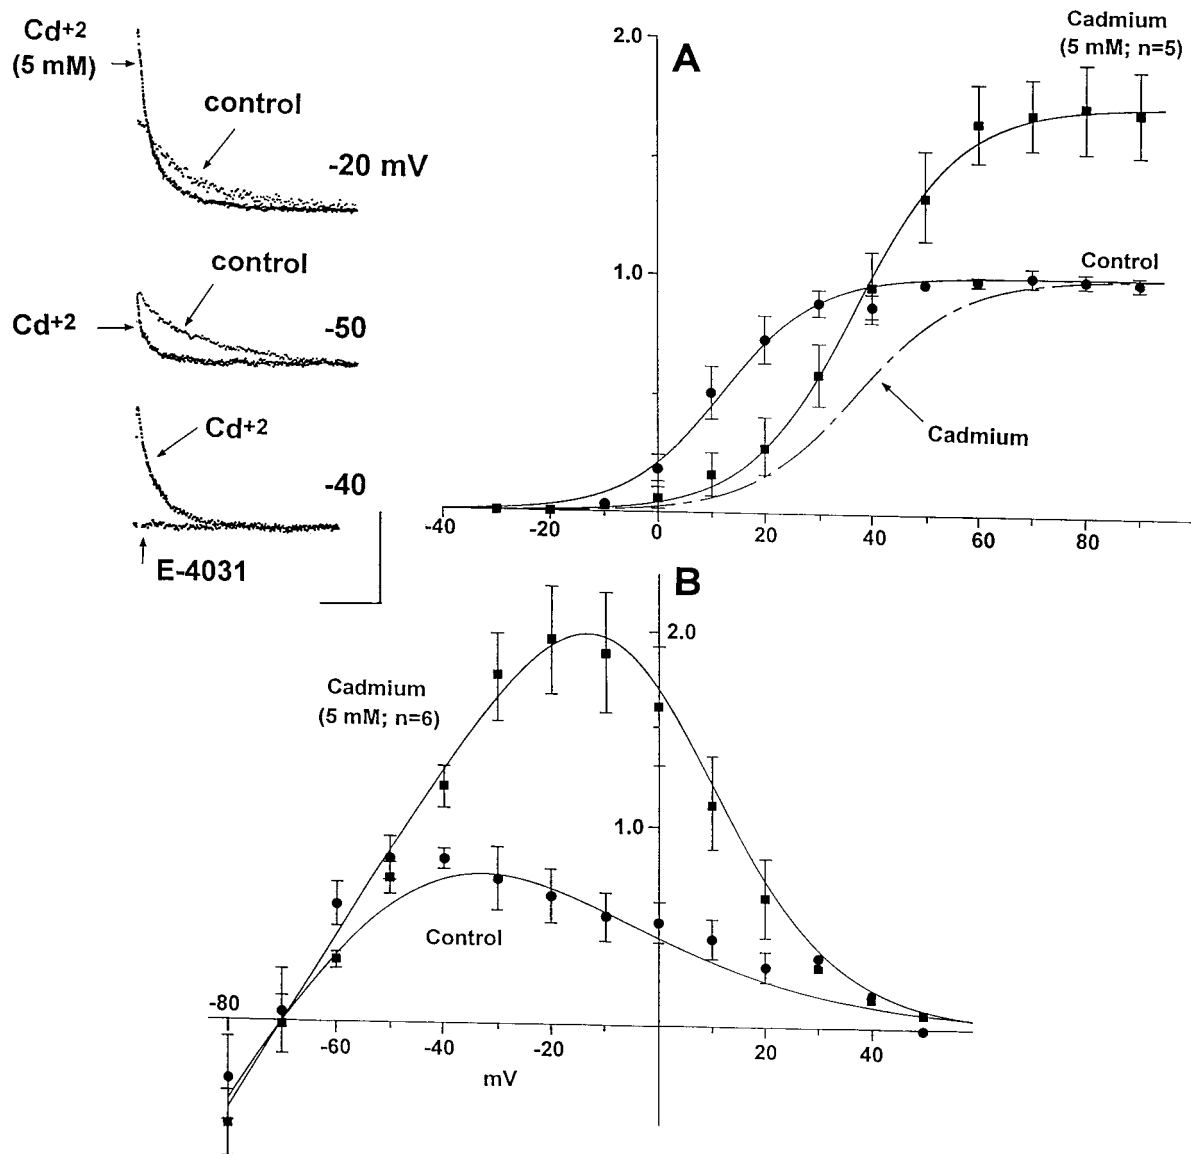 Cd+2
(5 mM)
control
-20 mV
control
Cd+2
-50
Cd+2
-40
E-4031
A
Cadmium
(5 mM; n=5)
2.0
1.0
Control
Cadmium
-40
-20
0
20
40
60
80
B
2.0
Cadmium
(5 mM; n=6)
1.0
Control
-80
-60
-40
-20
20
40
mV